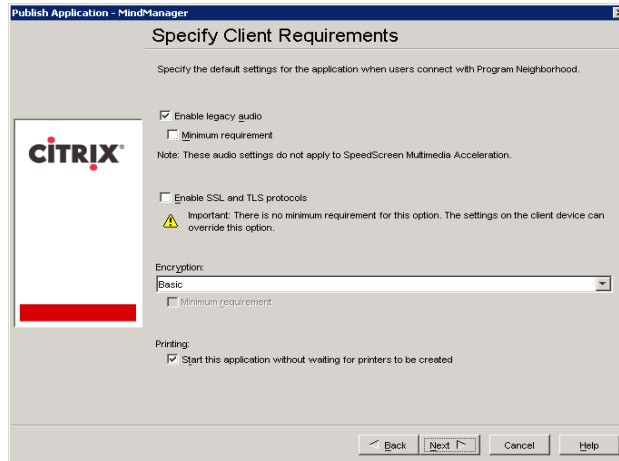 Publish Application - MindManager
Specify Client Requirements
Specify the default settings for the application when users connect with Program Neighborhood.
Enable legacy audio
Minimum requirement
Note: These audio settings do not apply to SpeedScreen Multimedia Acceleration.
CITRIX
Enable SSL and TLS protocols
Important: There is no minimum requirement for this option. The settings on the client device can
override this option.
Encryption:
Basic
Minimum requirement
Printing:
Start this application without waiting for printers to be created
< Back
Next >
Cancel
Help